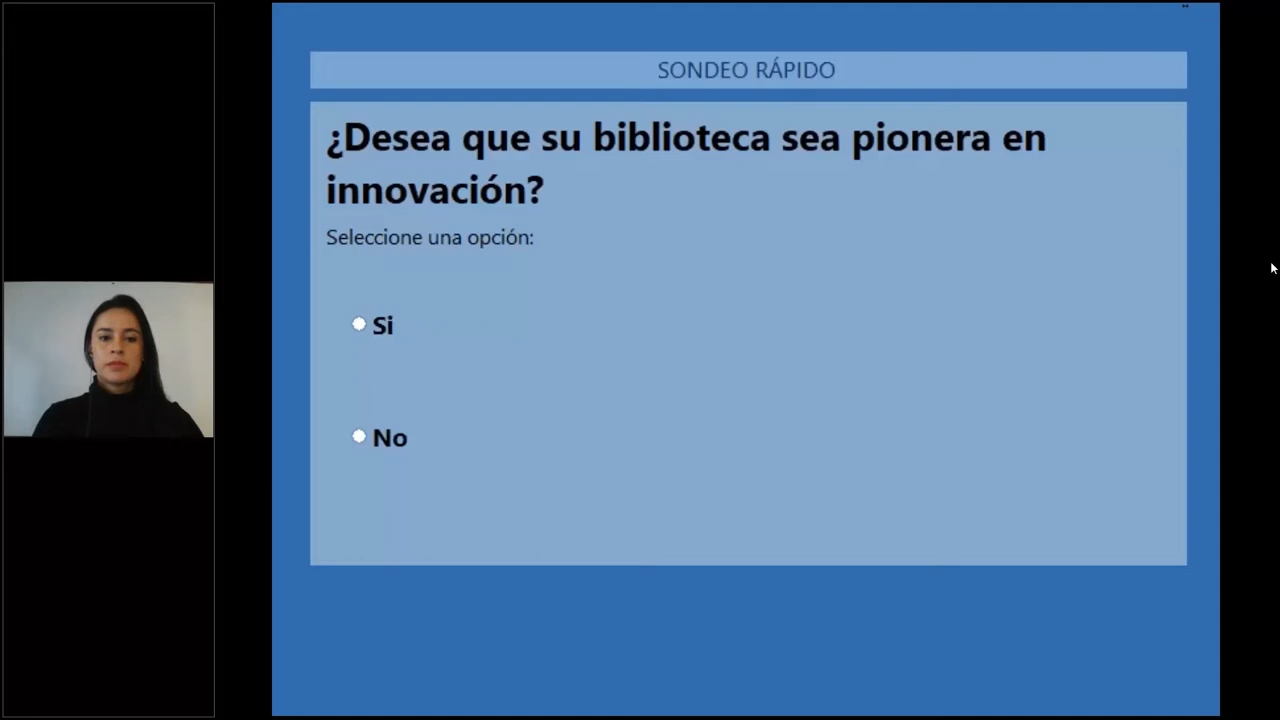 SONDEO RÁPIDO
¿Desea que su biblioteca sea pionera en
innovación?
Seleccione una opción:
Si
No